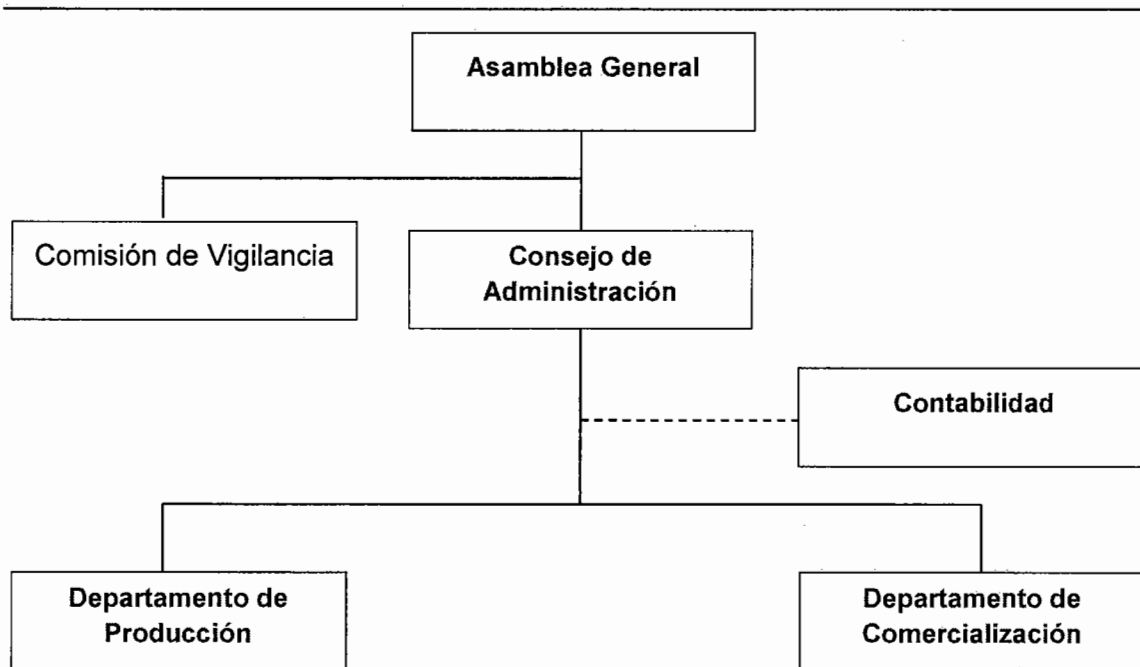 Asamblea General
Comisión de Vigilancia
Consejo de
Administración
Contabilidad
Departamento de
Producción
Departamento de
Comercialización